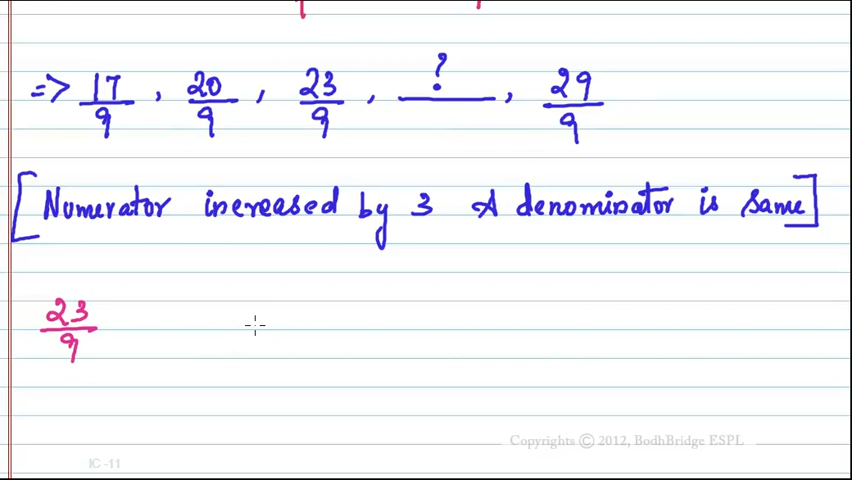 => 17/9 , 20/9 , 23/9 , ? , 29/9
[Numerator increased by 3 & denominator is same]
23/9
Copyrights © 2012, BodhBridge ESPL
IC -11